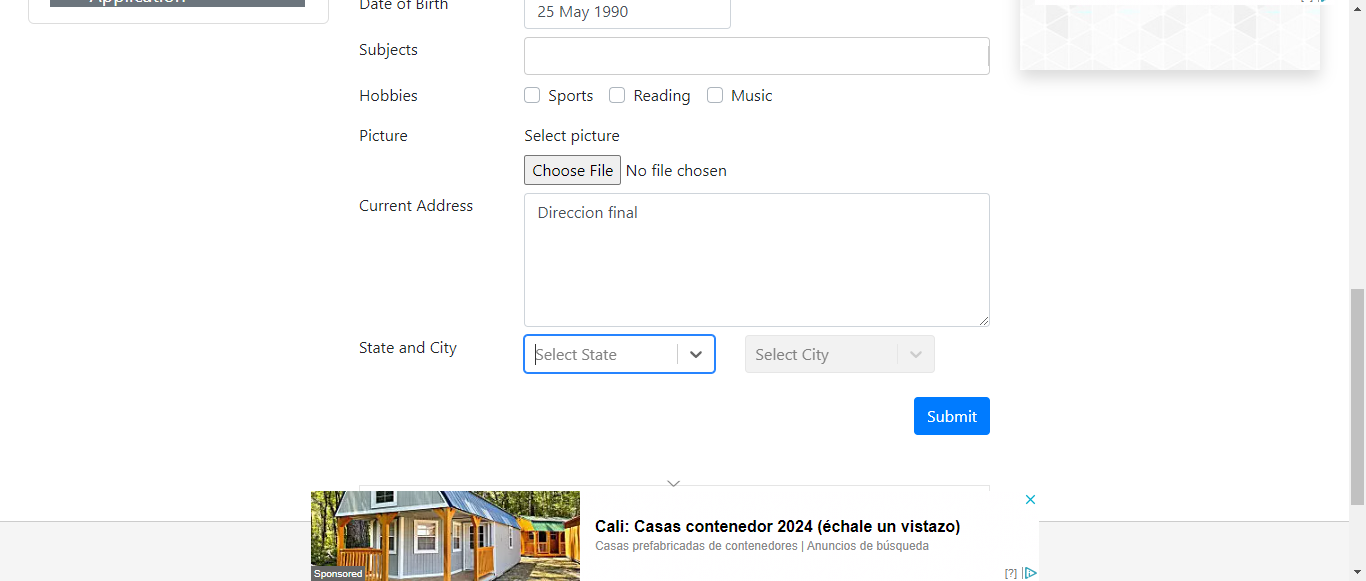 Application
Date of Birth
25 May 1990
Subjects
Hobbies
Sports
Reading
Music
Picture
Select picture
Choose File No file chosen
Current Address
Direccion final
State and City
Select State
Select City
Submit
Cali: Casas contenedor 2024 (échale un vistazo)
Casas prefabricadas de contenedores | Anuncios de búsqueda
Sponsored
[?]